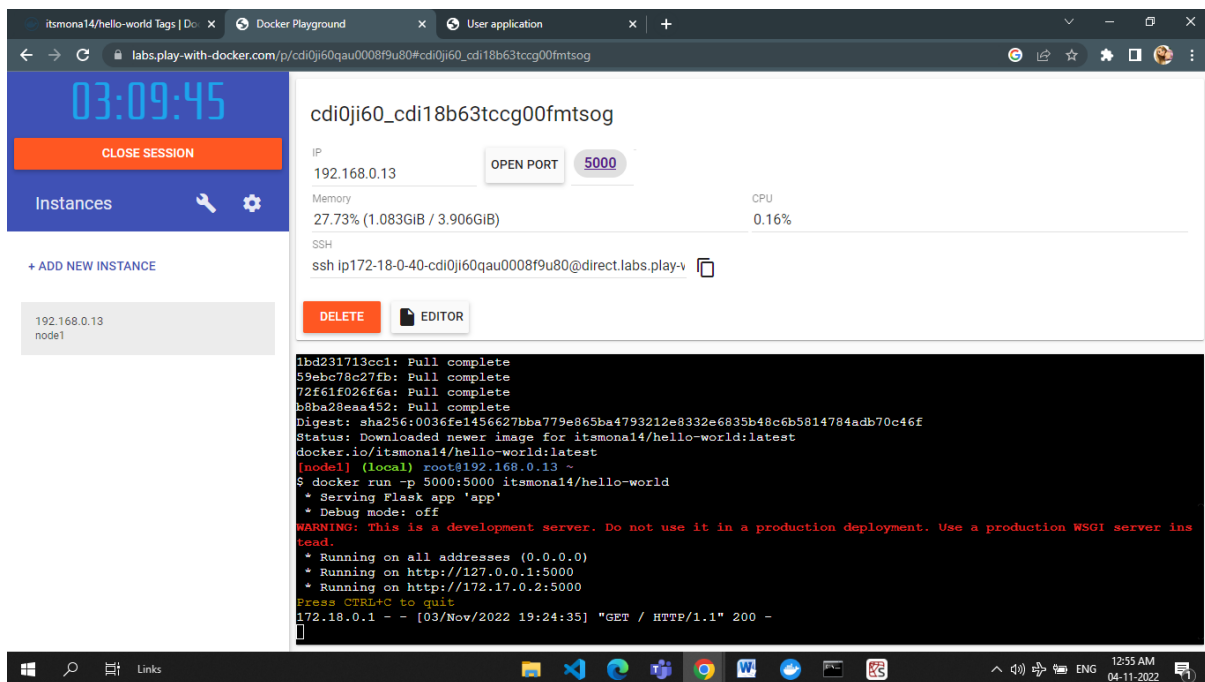 itsmona14/hello-world Tags | Do
Docker Playground
User application
labs.play-with-docker.com/p/cdi0ji60qau0008f9u80#cdi0ji60_cdi18b63tccg00fmtsog
03:09:45
CLOSE SESSION
Instances
+ ADD NEW INSTANCE
192.168.0.13
node1
cdi0ji60_cdi18b63tccg00fmtsog
IP
192.168.0.13
OPEN PORT
5000
Memory
27.73% (1.083GiB / 3.906GiB)
CPU
0.16%
SSH
ssh ip172-18-0-40-cdi0ji60qau0008f9u80@direct.labs.play-v
DELETE
EDITOR
1bd231713cc1: Pull complete
59ebc78c27fb: Pull complete
72f61f026f6a: Pull complete
b8ba28eaa452: Pull complete
Digest: sha256:0036fe1456627bba779e865ba4793212e8332e6835b48c6b5814784adb70c46f
Status: Downloaded newer image for itsmona14/hello-world:latest
docker.io/itsmona14/hello-world:latest
[node1] (local) root@192.168.0.13 ~
$ docker run -p 5000:5000 itsmona14/hello-world
* Serving Flask app 'app'
* Debug mode: off
WARNING: This is a development server. Do not use it in a production deployment. Use a production WSGI server ins
tead.
* Running on all addresses (0.0.0.0)
* Running on http://127.0.0.1:5000
* Running on http://172.17.0.2:5000
Press CTRL+C to quit
172.18.0.1 - - [03/Nov/2022 19:24:35] "GET / HTTP/1.1" 200 -
Links
ENG
12:55 AM
04-11-2022